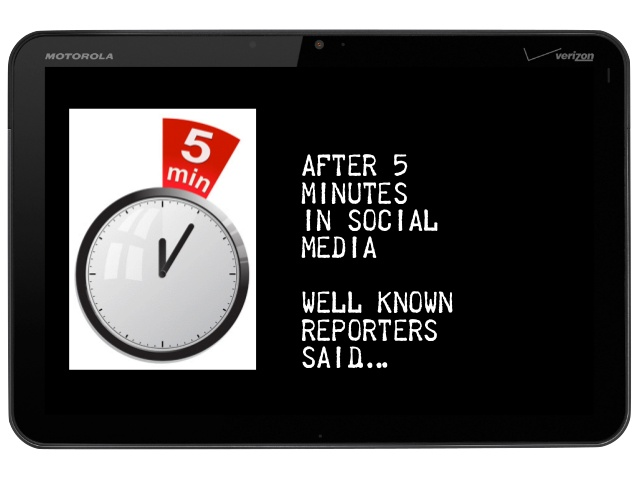 MOTOROLA
verizon
5
min
AFTER 5
MINUTES
IN SOCIAL
MEDIA
WELL KNOWN
REPORTERS
SAID...